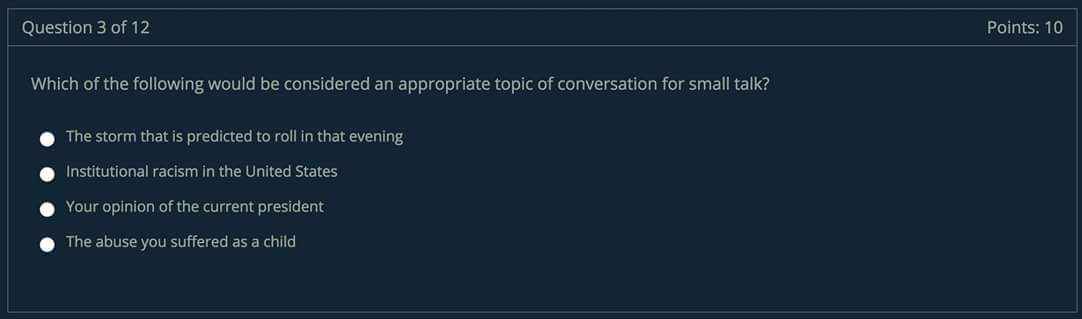 Question 3 of 12
Points: 10
Which of the following would be considered an appropriate topic of conversation for small talk?
The storm that is predicted to roll in that evening
Institutional racism in the United States
Your opinion of the current president
The abuse you suffered as a child